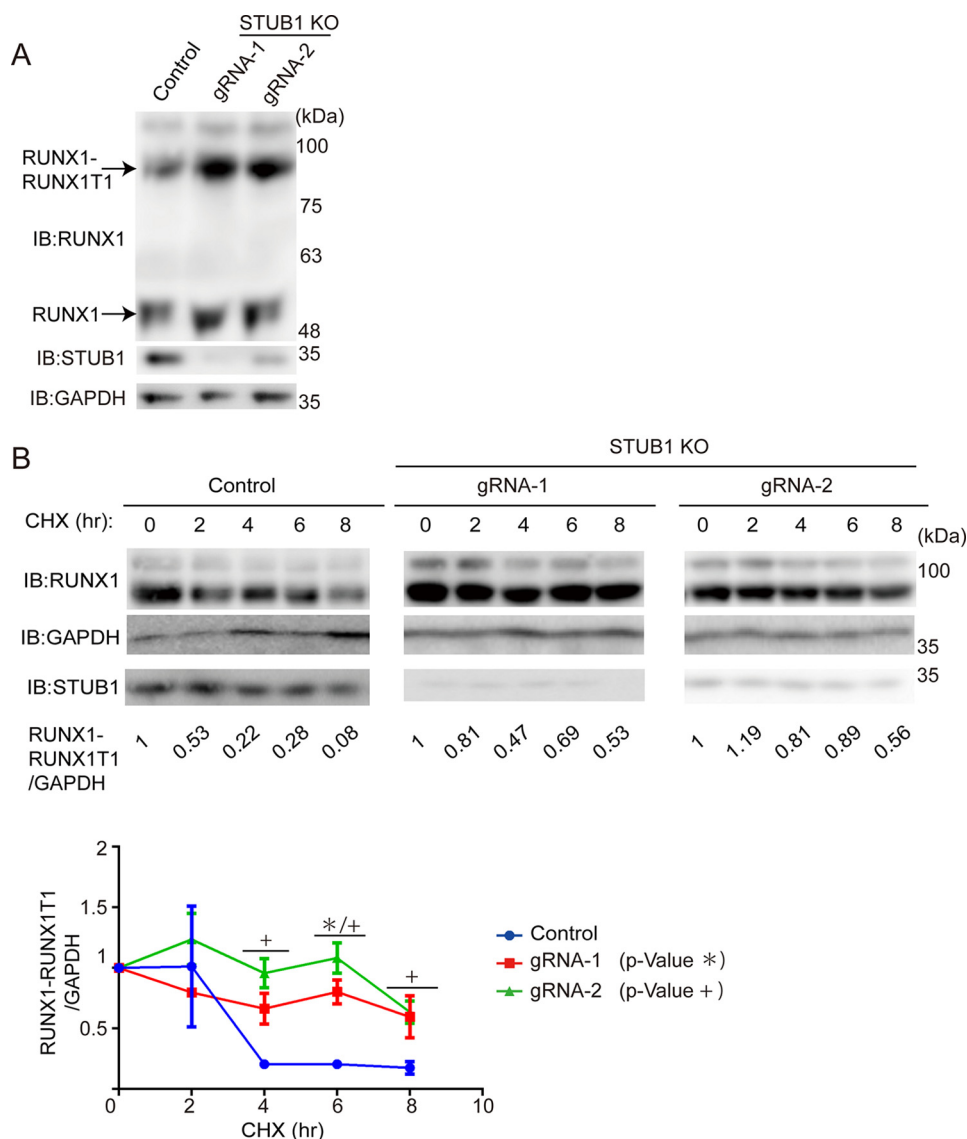 A
STUB1 KO
Control
gRNA-1
gRNA-2
(kDa)
RUNX1-
RUNX1T1
100
75
IB:RUNX1
63
RUNX1
48
IB:STUB1
35
IB:GAPDH
35
B
STUB1 KO
Control gRNA-1 gRNA-2
CHX (hr): 0 2 4 6 8 0 2 4 6 8 0 2 4 6 8
(kDa)
IB:RUNX1
100
IB:GAPDH
35
IB:STUB1
35
RUNX1-
RUNX1T1
/GAPDH
1 0.53 0.22 0.28 0.08 1 0.81 0.47 0.69 0.53 1 1.19 0.81 0.89 0.56
RUNX1-RUNX1T1
/GAPDH
2
1.5
1
0.5
+
*/+
+
0 2 4 6 8 10
CHX (hr)
Control
gRNA-1 (p-Value *)
gRNA-2 (p-Value +)